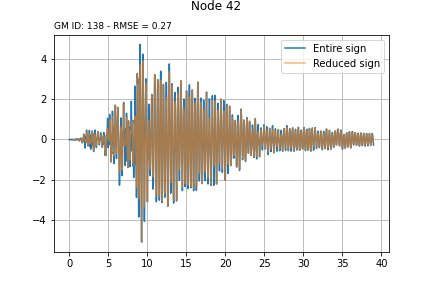 Node 42
GM ID: 138 - RMSE = 0.27
Entire sign
Reduced sign
4
2
0
−2
−4
0 5 10 15 20 25 30 35 40